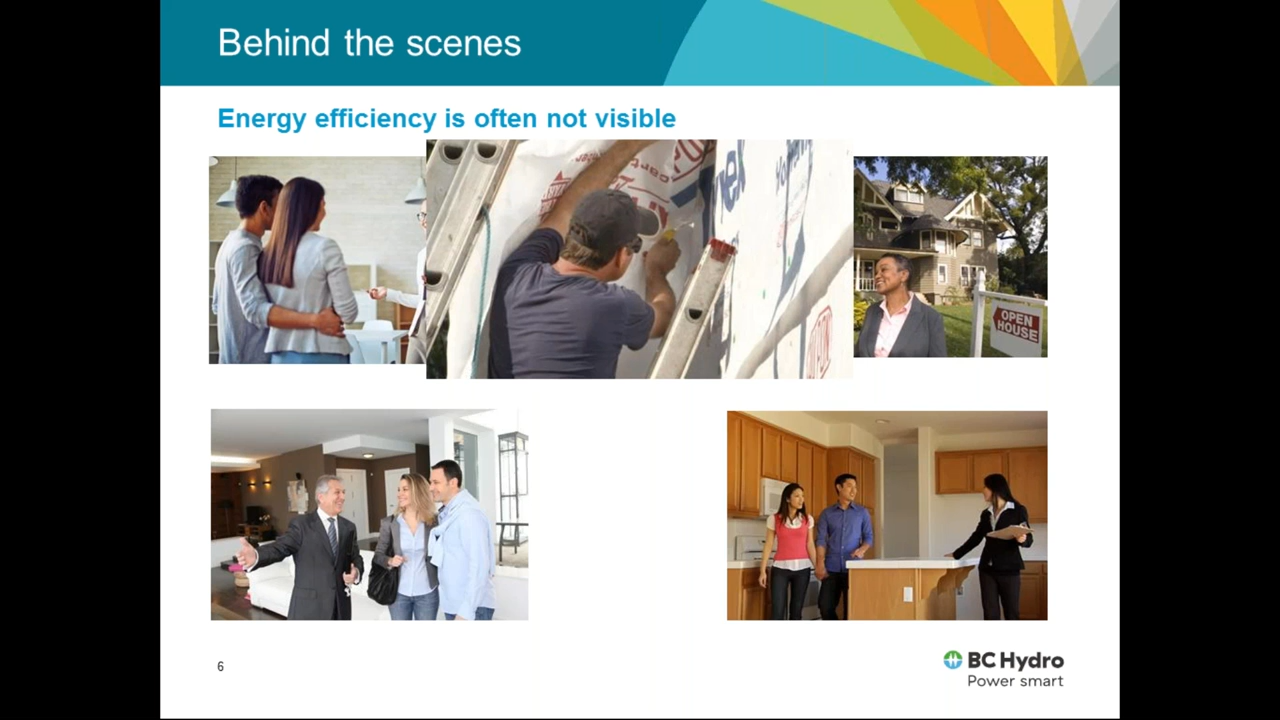 Behind the scenes
Energy efficiency is often not visible
OPEN
HOUSE
6
BC Hydro
Power smart